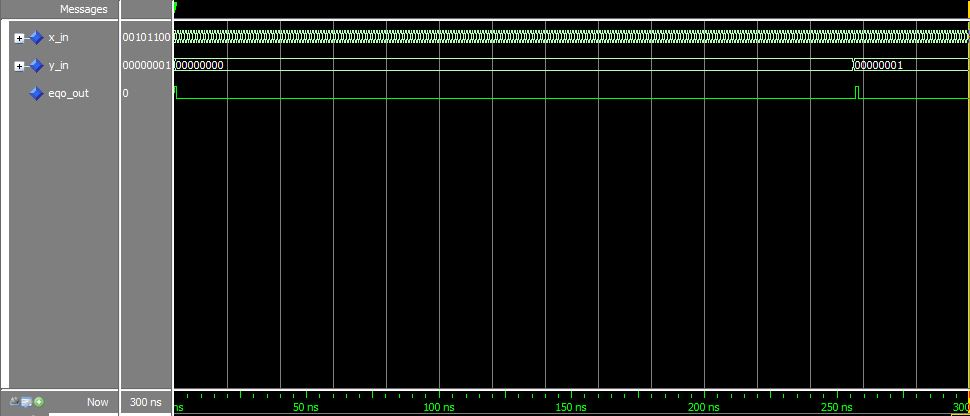 Messages
x_in 00101100
y_in 00000001 00000000 00000001
eqo_out 0
Now 300 ns ns 50 ns 100 ns 150 ns 200 ns 250 ns 300